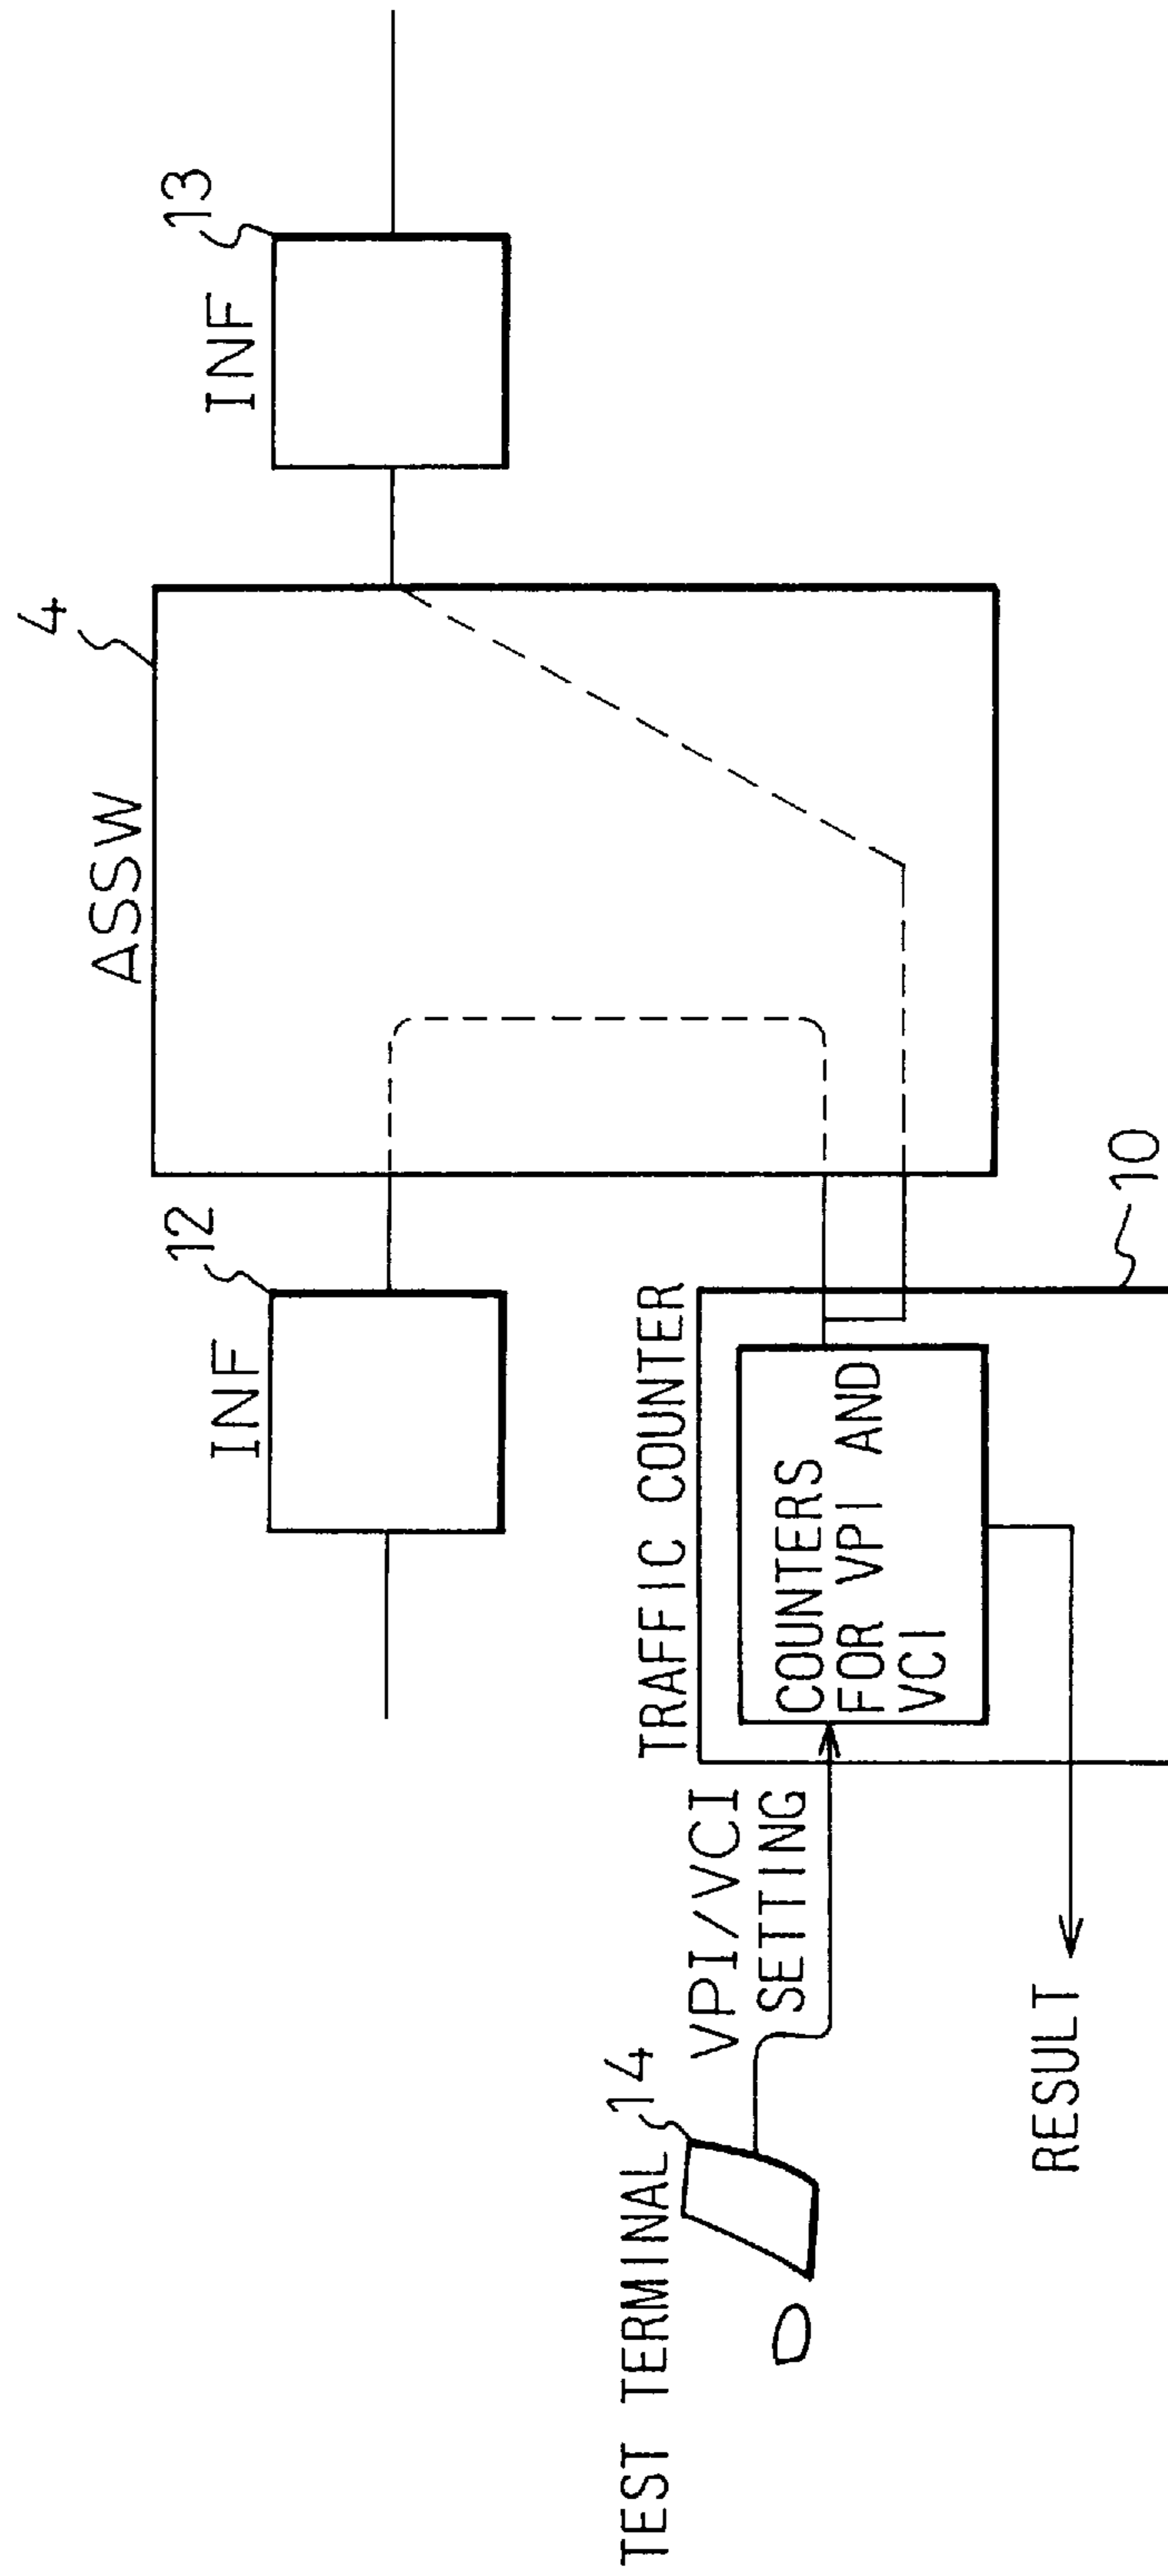 ASSW
4
INF
12
INF
13
TRAFFIC COUNTER
COUNTERS
FOR VPI AND
VCI
10
TEST TERMINAL
14
VPI/VCI
SETTING
RESULT